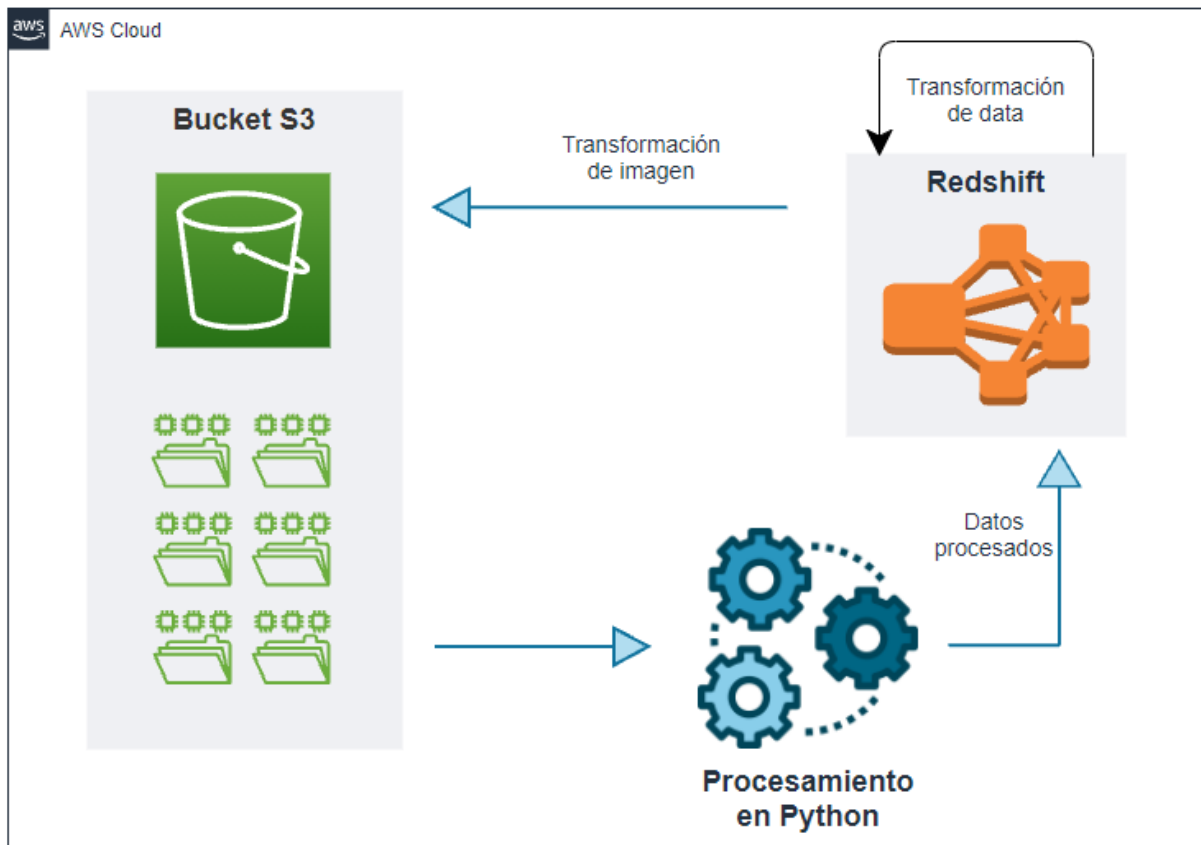 aws
AWS Cloud
Bucket S3
Transformación
de imagen
Transformación
de data
Redshift
Datos
procesados
Procesamiento
en Python